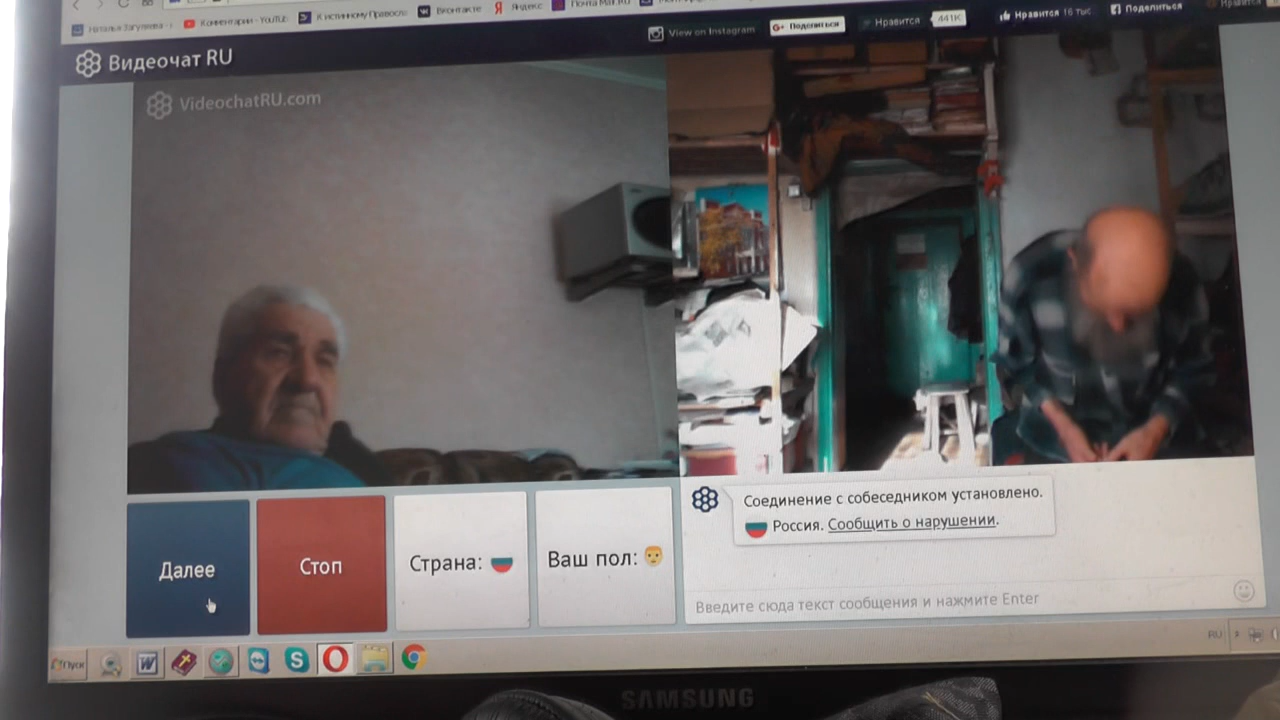 Наталья Загуляева
Комментарии - YouTube
К истинному Правосл
Вконтакте
Яндекс
Почта Mail.RU
Видеочат RU
View on Instagram
G+ Поделиться
Нравится
441K
Нравится 16 тыс.
Поделиться
VideochatRU.com
Далее
Стоп
Страна:
Ваш пол:
Соединение с собеседником установлено.
Россия. Сообщить о нарушении.
Введите сюда текст сообщения и нажмите Enter
Пуск
RU
SAMSUNG